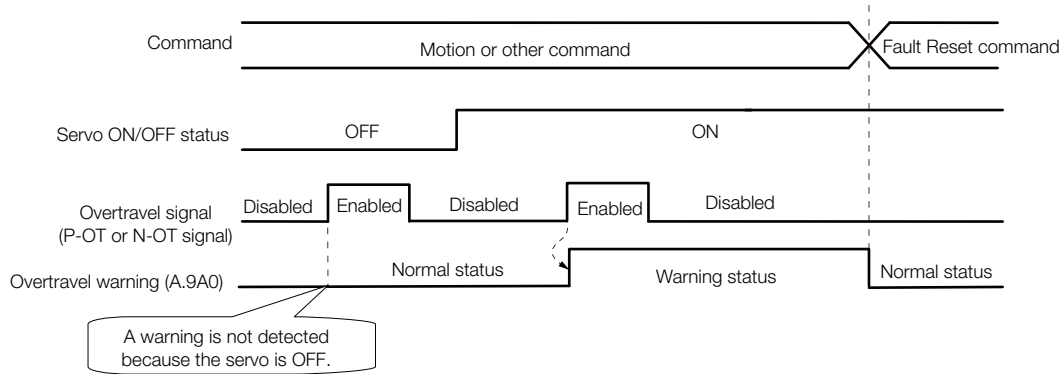 Command
Motion or other command
Fault Reset command
Servo ON/OFF status
OFF
ON
Overtravel signal
(P-OT or N-OT signal)
Disabled
Enabled
Disabled
Enabled
Disabled
Overtravel warning (A.9A0)
Normal status
Warning status
Normal status
A warning is not detected
because the servo is OFF.